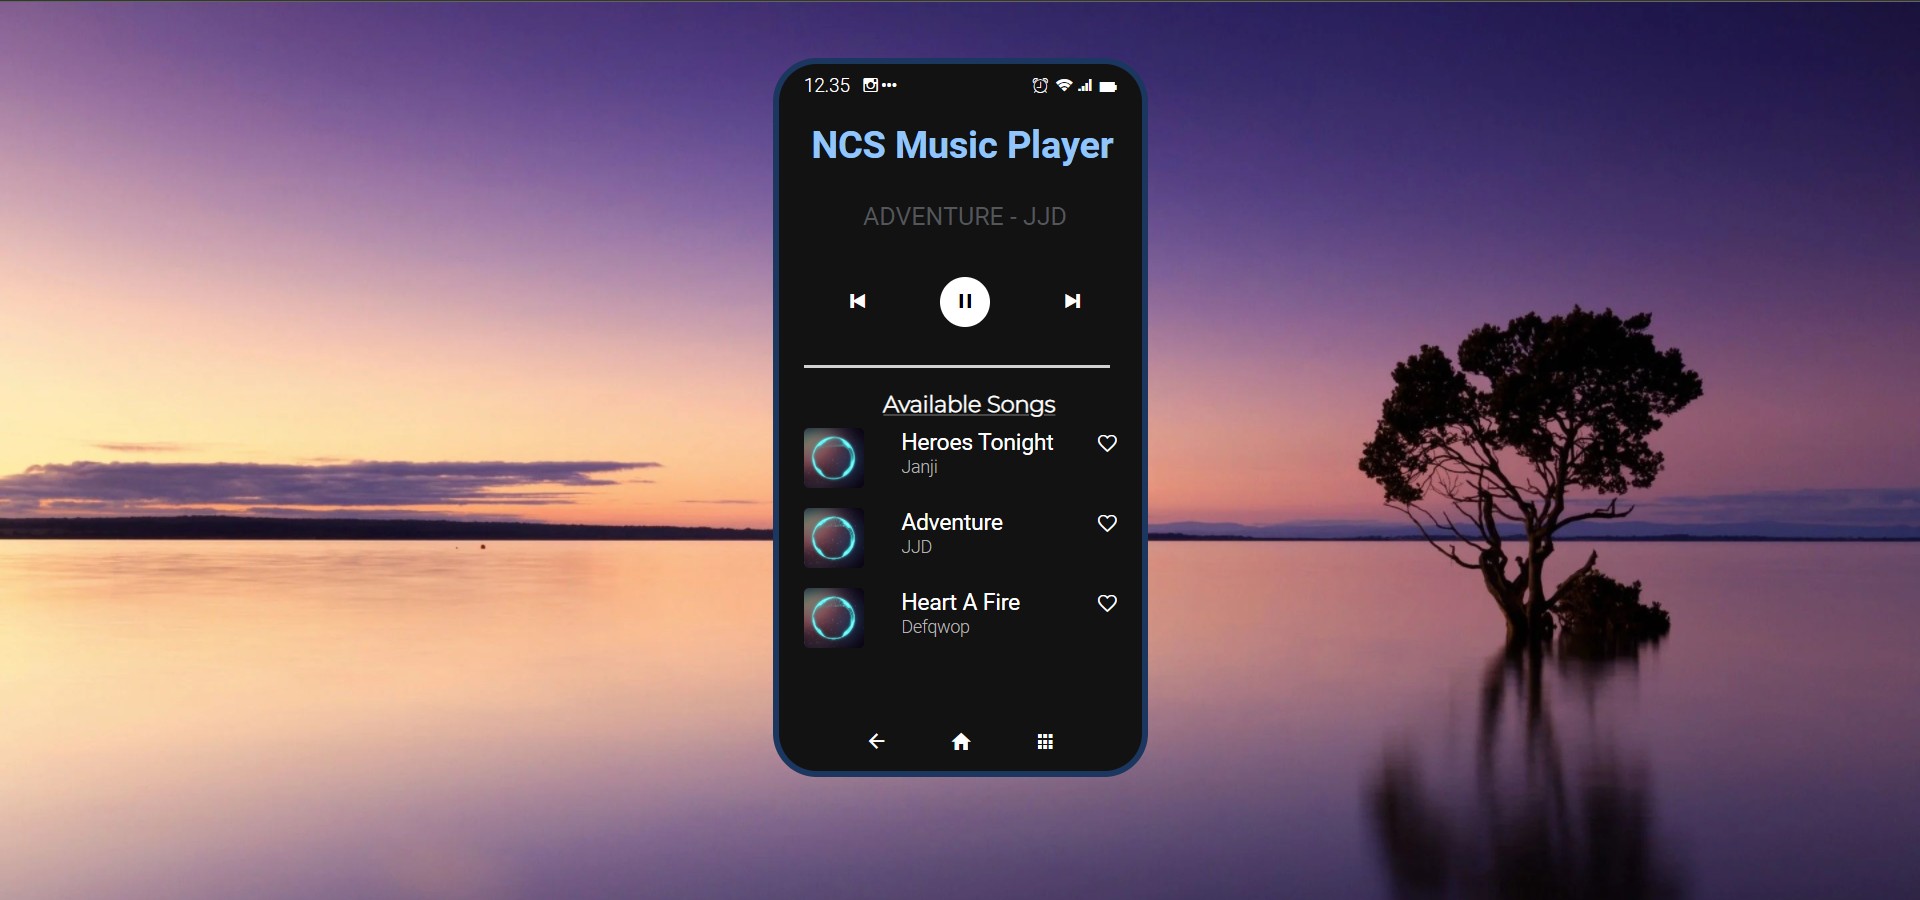 12.35
NCS Music Player
ADVENTURE - JJD
Available Songs
Heroes Tonight
Janji
Adventure
JJD
Heart A Fire
Defqwop